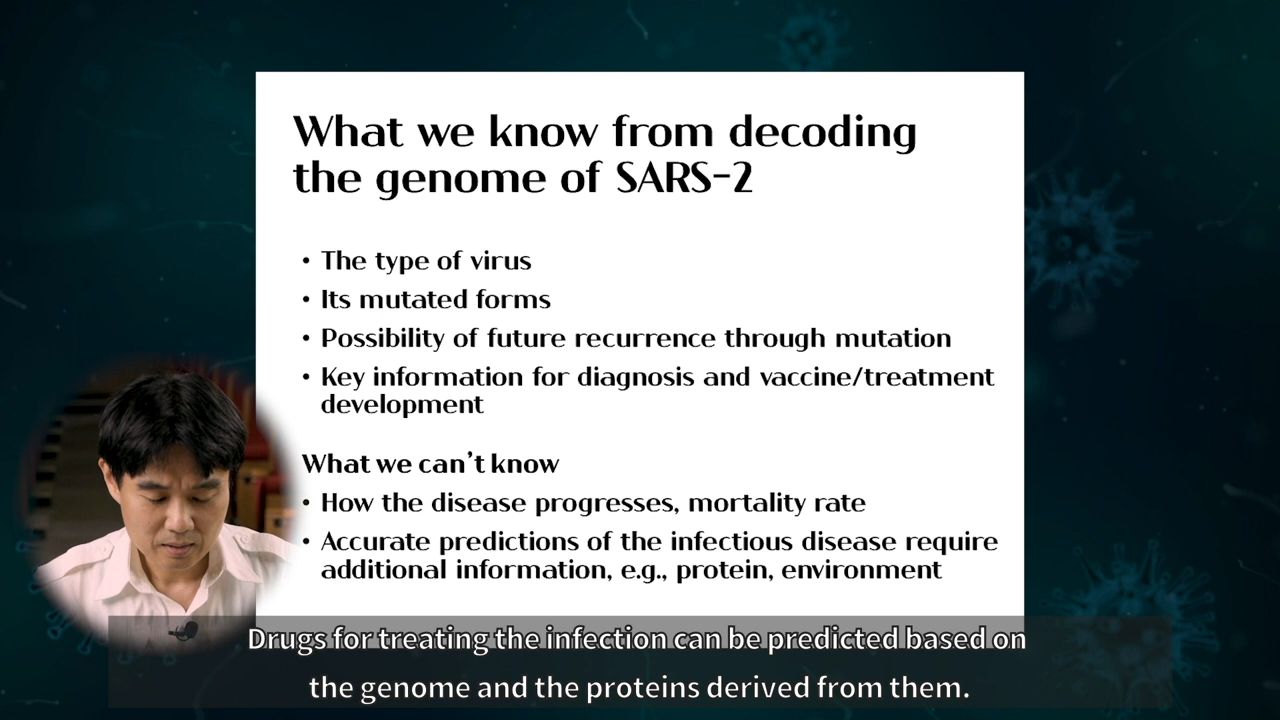 What we know from decoding
the genome of SARS-2
• The type of virus
• Its mutated forms
• Possibility of future recurrence through mutation
• Key information for diagnosis and vaccine/treatment
development
What we can't know
• How the disease progresses, mortality rate
• Accurate predictions of the infectious disease require
additional information, e.g., protein, environment
Drugs for treating the infection can be predicted based on
the genome and the proteins derived from them.